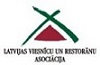 LATVIJAS VIESNĪCU UN RESTORĀNU
ASOCIĀCIJA